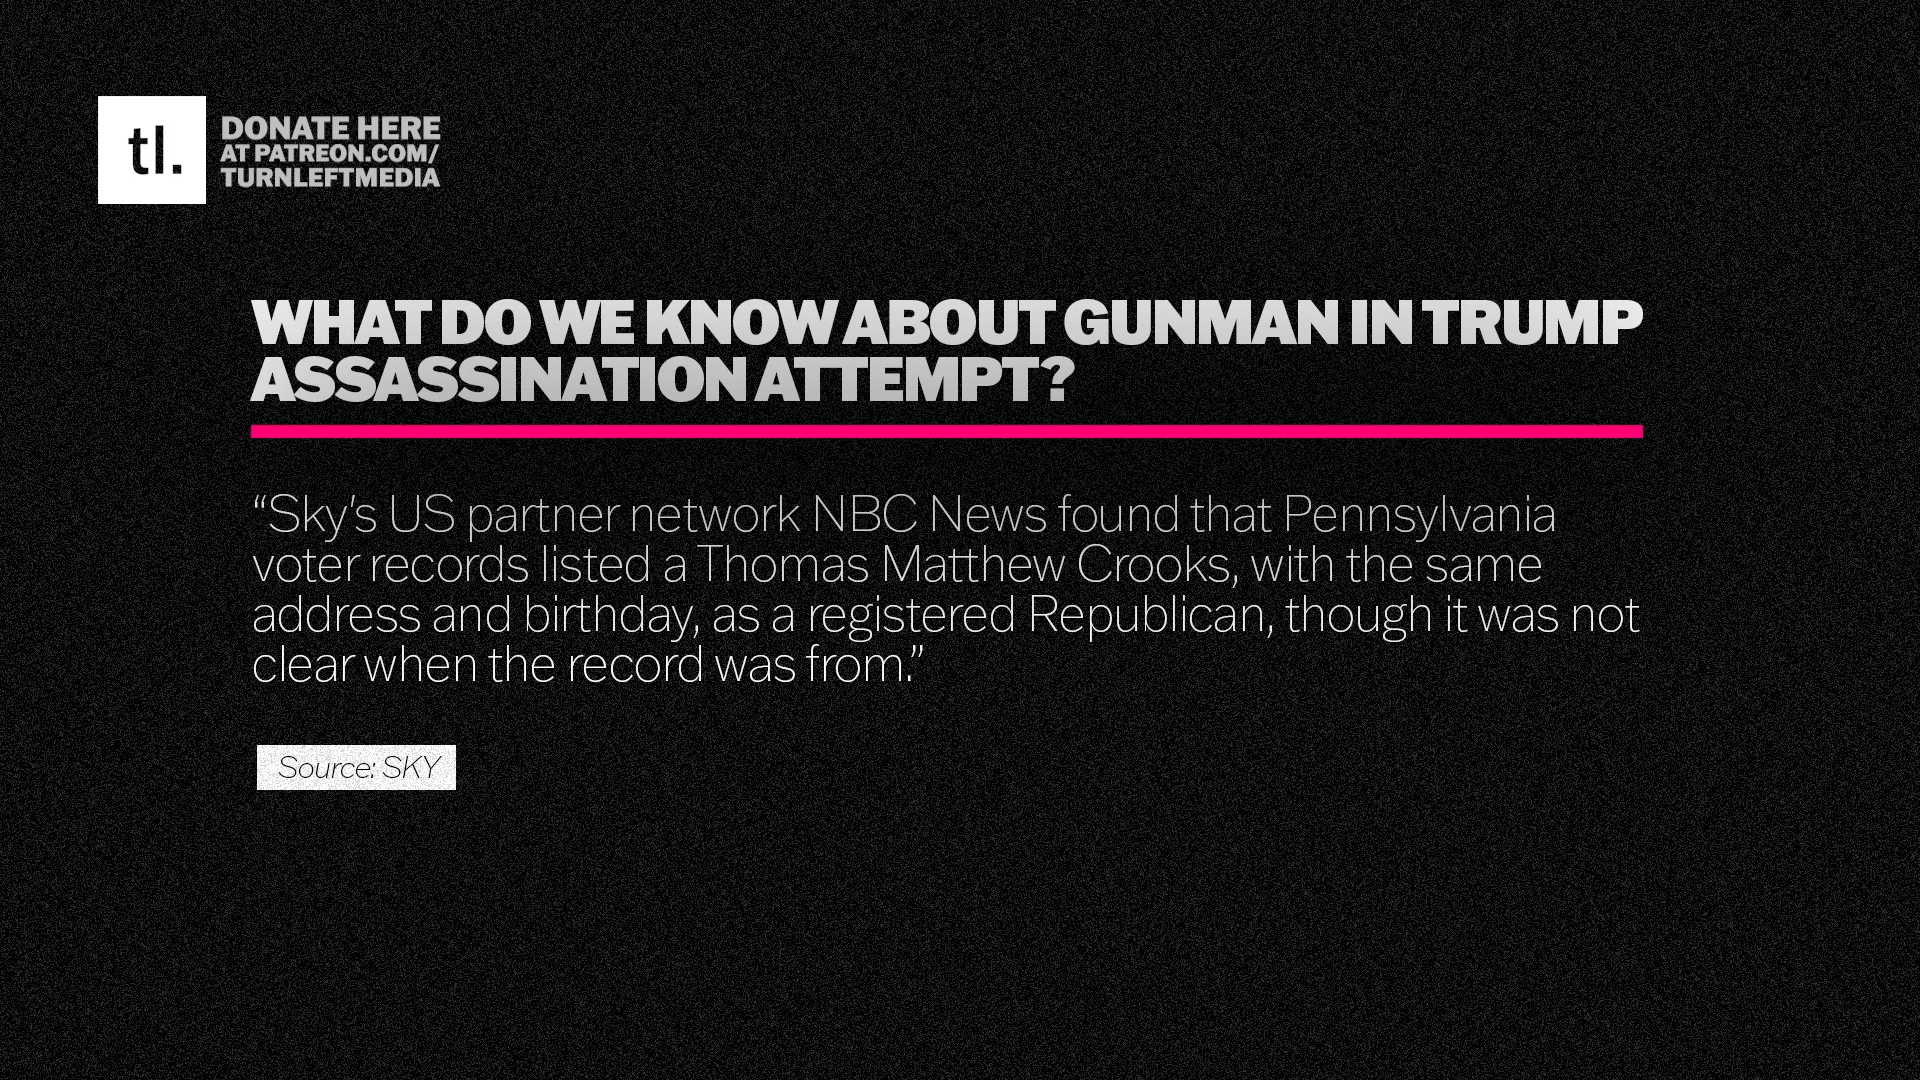 tl.
DONATE HERE
AT PATREON.COM/
TURNLEFTMEDIA
WHAT DO WE KNOW ABOUT GUNMAN IN TRUMP
ASSASSINATION ATTEMPT?
“Sky’s US partner network NBC News found that Pennsylvania
voter records listed a Thomas Matthew Crooks, with the same
address and birthday, as a registered Republican, though it was not
clear when the record was from.”
Source: SKY